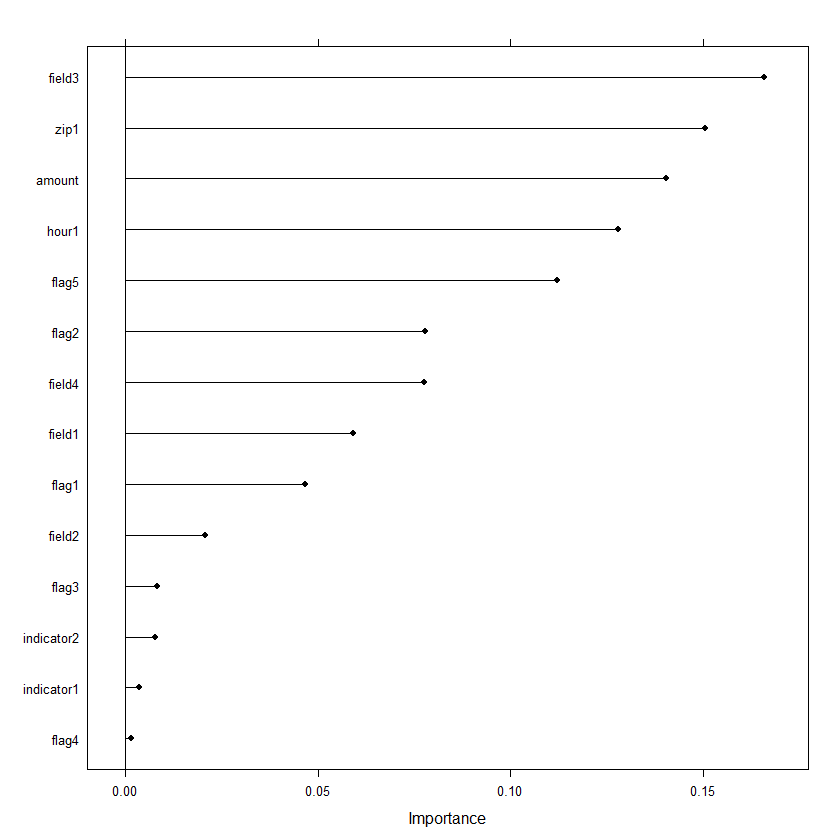 field3
zip1
amount
hour1
flag5
flag2
field4
field1
flag1
field2
flag3
indicator2
indicator1
flag4
0.00 0.05 0.10 0.15
Importance